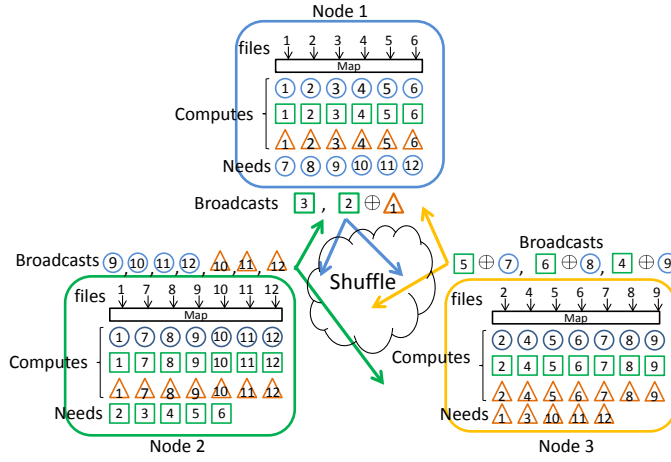 Node 1
files 1 2 3 4 5 6
Map
1 2 3 4 5 6
Computes 1 2 3 4 5 6
1 2 3 4 5 6
Needs 7 8 9 10 11 12
Broadcasts 3 , 2 ⊕ 1
9, 10, 11, 12, 10, 11, 12
Broadcasts
5 ⊕ 7, 6 ⊕ 8, 4 ⊕ 9
Shuffle
files 1 7 8 9 10 11 12
Map
1 7 8 9 10 11 12
Computes 1 7 8 9 10 11 12
1 7 8 9 10 11 12
Needs 2 3 4 5 6
Node 2
files 2 4 5 6 7 8 9
Map
2 4 5 6 7 8 9
Computes 2 4 5 6 7 8 9
2 4 5 6 7 8 9
Needs 1 3 10 11 12
Node 3